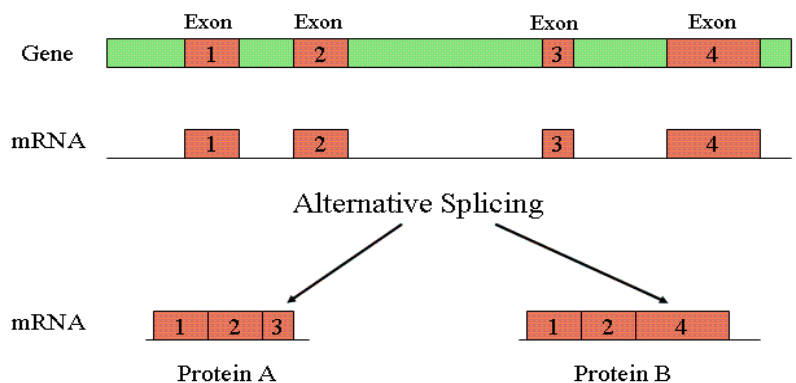 Exon Exon Exon Exon
Gene 1 2 3 4
mRNA 1 2 3 4
Alternative Splicing
mRNA 1 2 3 1 2 4
Protein A Protein B